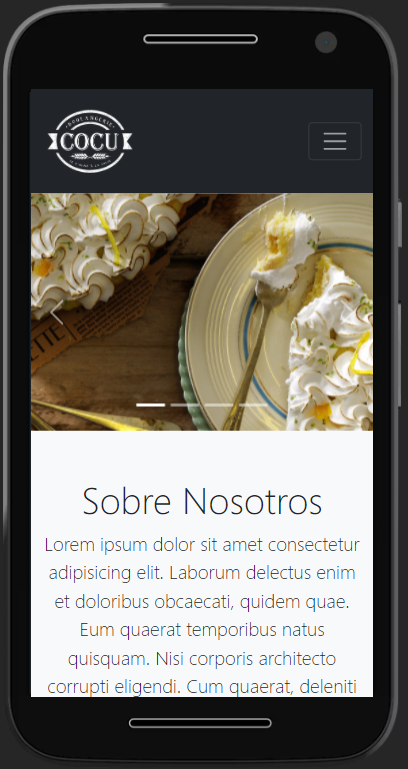 BOULANGERIE
COCU
ETTE
Sobre Nosotros
Lorem ipsum dolor sit amet consectetur
adipisicing elit. Laborum delectus enim
et doloribus obcaecati, quidem quae.
Eum quaerat temporibus natus
quisquam. Nisi corporis architecto
corrupti eligendi. Cum quaerat, deleniti